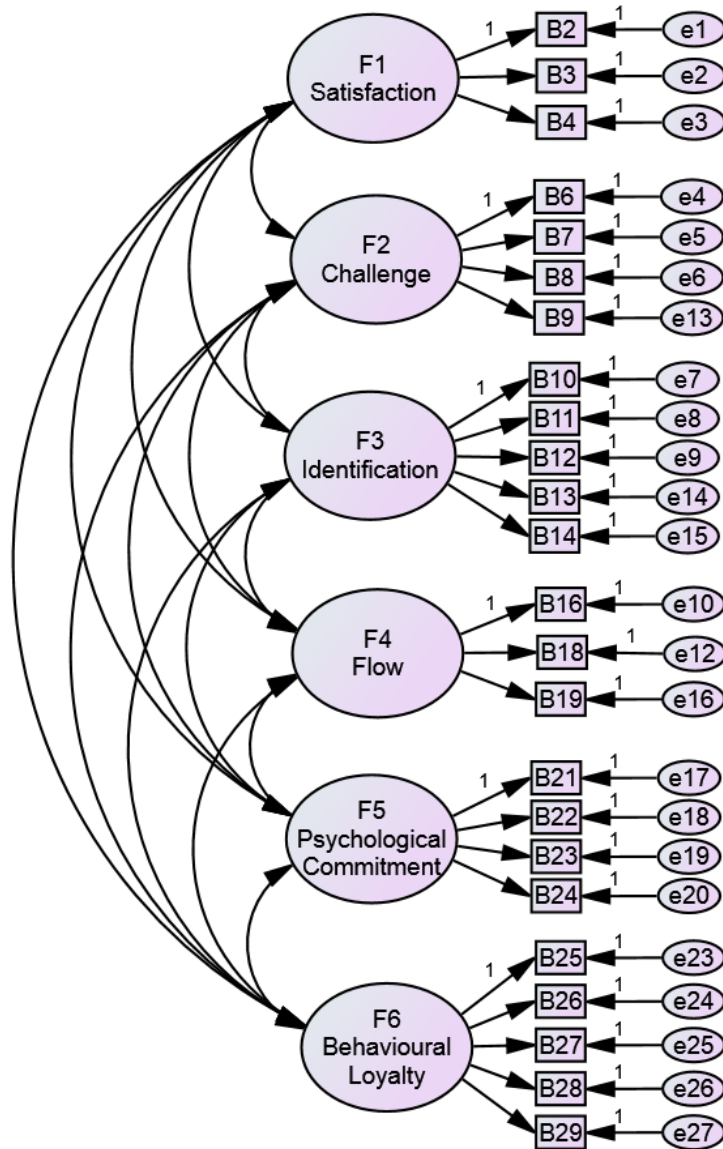 1 B2 1 e1
F1
Satisfaction
B3 1 e2
B4 1 e3
1 B6 1 e4
F2
Challenge
B7 1 e5
B8 1 e6
B9 1 e13
1 B10 1 e7
F3
Identification
B11 1 e8
B12 1 e9
B13 1 e14
B14 1 e15
1 B16 1 e10
F4
Flow
B18 1 e12
B19 1 e16
1 B21 1 e17
F5
Psychological
Commitment
B22 1 e18
B23 1 e19
B24 1 e20
1 B25 1 e23
F6
Behavioural
Loyalty
B26 1 e24
B27 1 e25
B28 1 e26
B29 1 e27